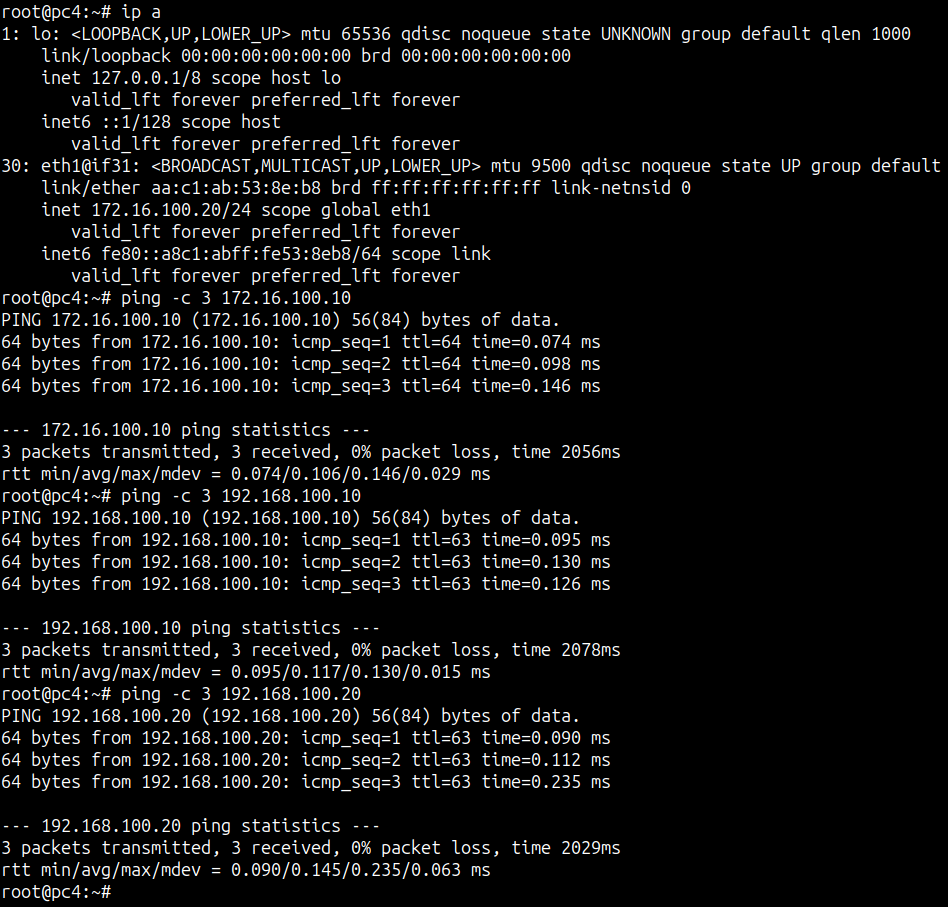 root@pc4:~# ip a
1: lo: <LOOPBACK,UP,LOWER_UP> mtu 65536 qdisc noqueue state UNKNOWN group default qlen 1000
    link/loopback 00:00:00:00:00:00 brd 00:00:00:00:00:00
    inet 127.0.0.1/8 scope host lo
       valid_lft forever preferred_lft forever
    inet6 ::1/128 scope host
       valid_lft forever preferred_lft forever
30: eth1@if31: <BROADCAST,MULTICAST,UP,LOWER_UP> mtu 9500 qdisc noqueue state UP group default
    link/ether aa:c1:ab:53:8e:b8 brd ff:ff:ff:ff:ff:ff link-netnsid 0
    inet 172.16.100.20/24 scope global eth1
       valid_lft forever preferred_lft forever
    inet6 fe80::a8c1:abff:fe53:8eb8/64 scope link
       valid_lft forever preferred_lft forever
root@pc4:~# ping -c 3 172.16.100.10
PING 172.16.100.10 (172.16.100.10) 56(84) bytes of data.
64 bytes from 172.16.100.10: icmp_seq=1 ttl=64 time=0.074 ms
64 bytes from 172.16.100.10: icmp_seq=2 ttl=64 time=0.098 ms
64 bytes from 172.16.100.10: icmp_seq=3 ttl=64 time=0.146 ms

--- 172.16.100.10 ping statistics ---
3 packets transmitted, 3 received, 0% packet loss, time 2056ms
rtt min/avg/max/mdev = 0.074/0.106/0.146/0.029 ms
root@pc4:~# ping -c 3 192.168.100.10
PING 192.168.100.10 (192.168.100.10) 56(84) bytes of data.
64 bytes from 192.168.100.10: icmp_seq=1 ttl=63 time=0.095 ms
64 bytes from 192.168.100.10: icmp_seq=2 ttl=63 time=0.130 ms
64 bytes from 192.168.100.10: icmp_seq=3 ttl=63 time=0.126 ms

--- 192.168.100.10 ping statistics ---
3 packets transmitted, 3 received, 0% packet loss, time 2078ms
rtt min/avg/max/mdev = 0.095/0.117/0.130/0.015 ms
root@pc4:~# ping -c 3 192.168.100.20
PING 192.168.100.20 (192.168.100.20) 56(84) bytes of data.
64 bytes from 192.168.100.20: icmp_seq=1 ttl=63 time=0.090 ms
64 bytes from 192.168.100.20: icmp_seq=2 ttl=63 time=0.112 ms
64 bytes from 192.168.100.20: icmp_seq=3 ttl=63 time=0.235 ms

--- 192.168.100.20 ping statistics ---
3 packets transmitted, 3 received, 0% packet loss, time 2029ms
rtt min/avg/max/mdev = 0.090/0.145/0.235/0.063 ms
root@pc4:~#